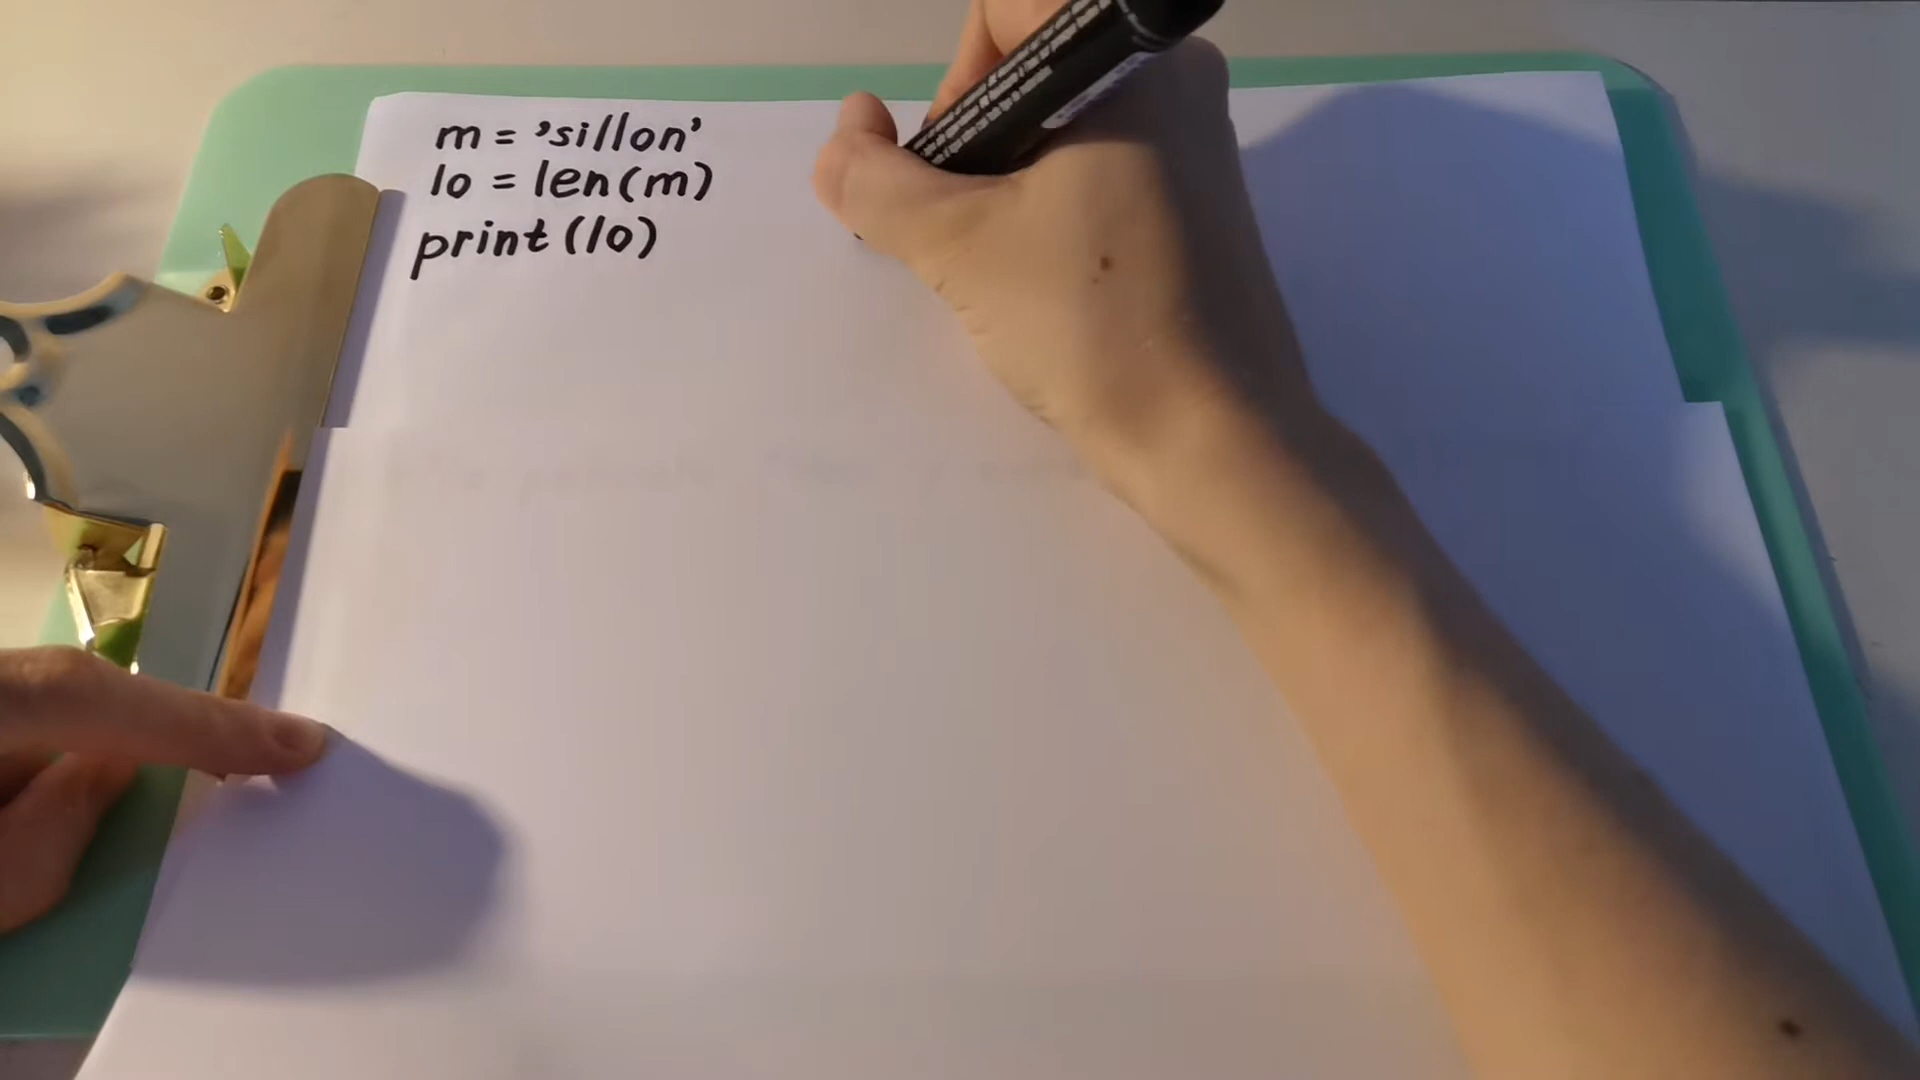 m = 'sillon'
lo = len(m)
print(lo)